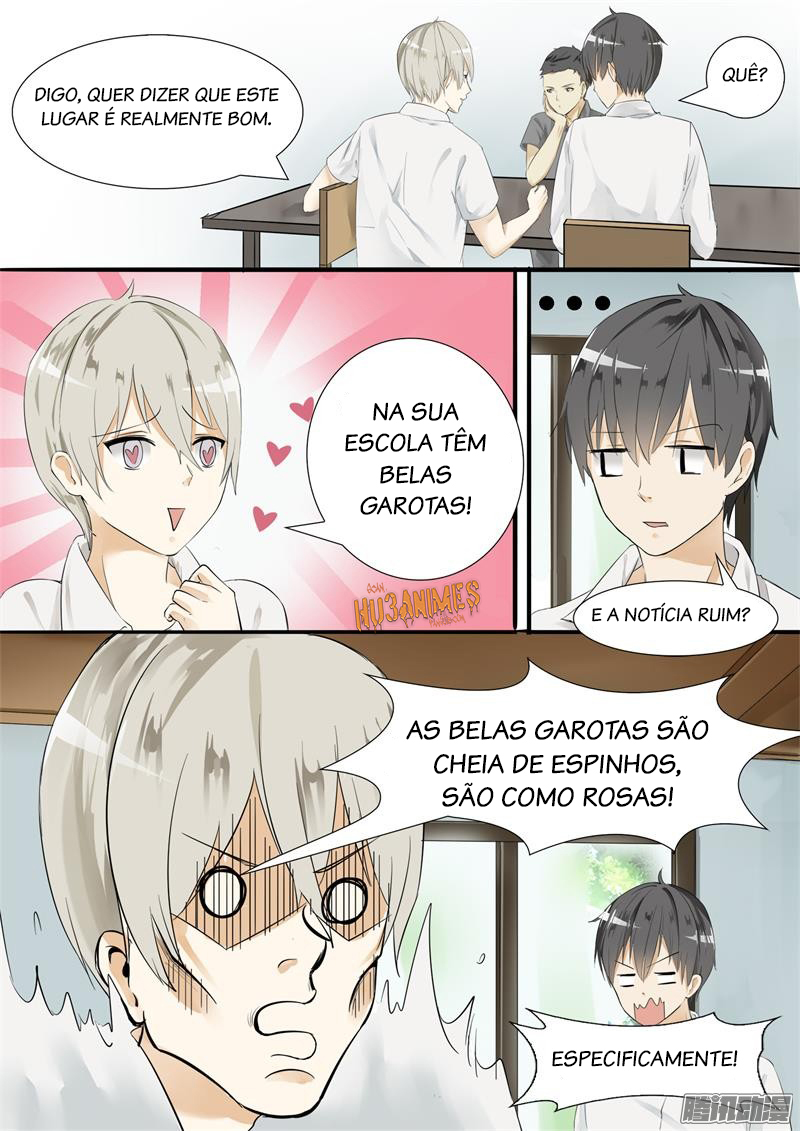 DIGO, QUER DIZER QUE ESTE
LUGAR É REALMENTE BOM.
QUÊ?
NA SUA
ESCOLA TÊM
BELAS
GAROTAS!
SCAN
HU3ANIMES
...
E A NOTÍCIA RUIM?
AS BELAS GAROTAS SÃO
CHEIA DE ESPINHOS,
SÃO COMO ROSAS!
ESPECIFICAMENTE!
腾讯动漫